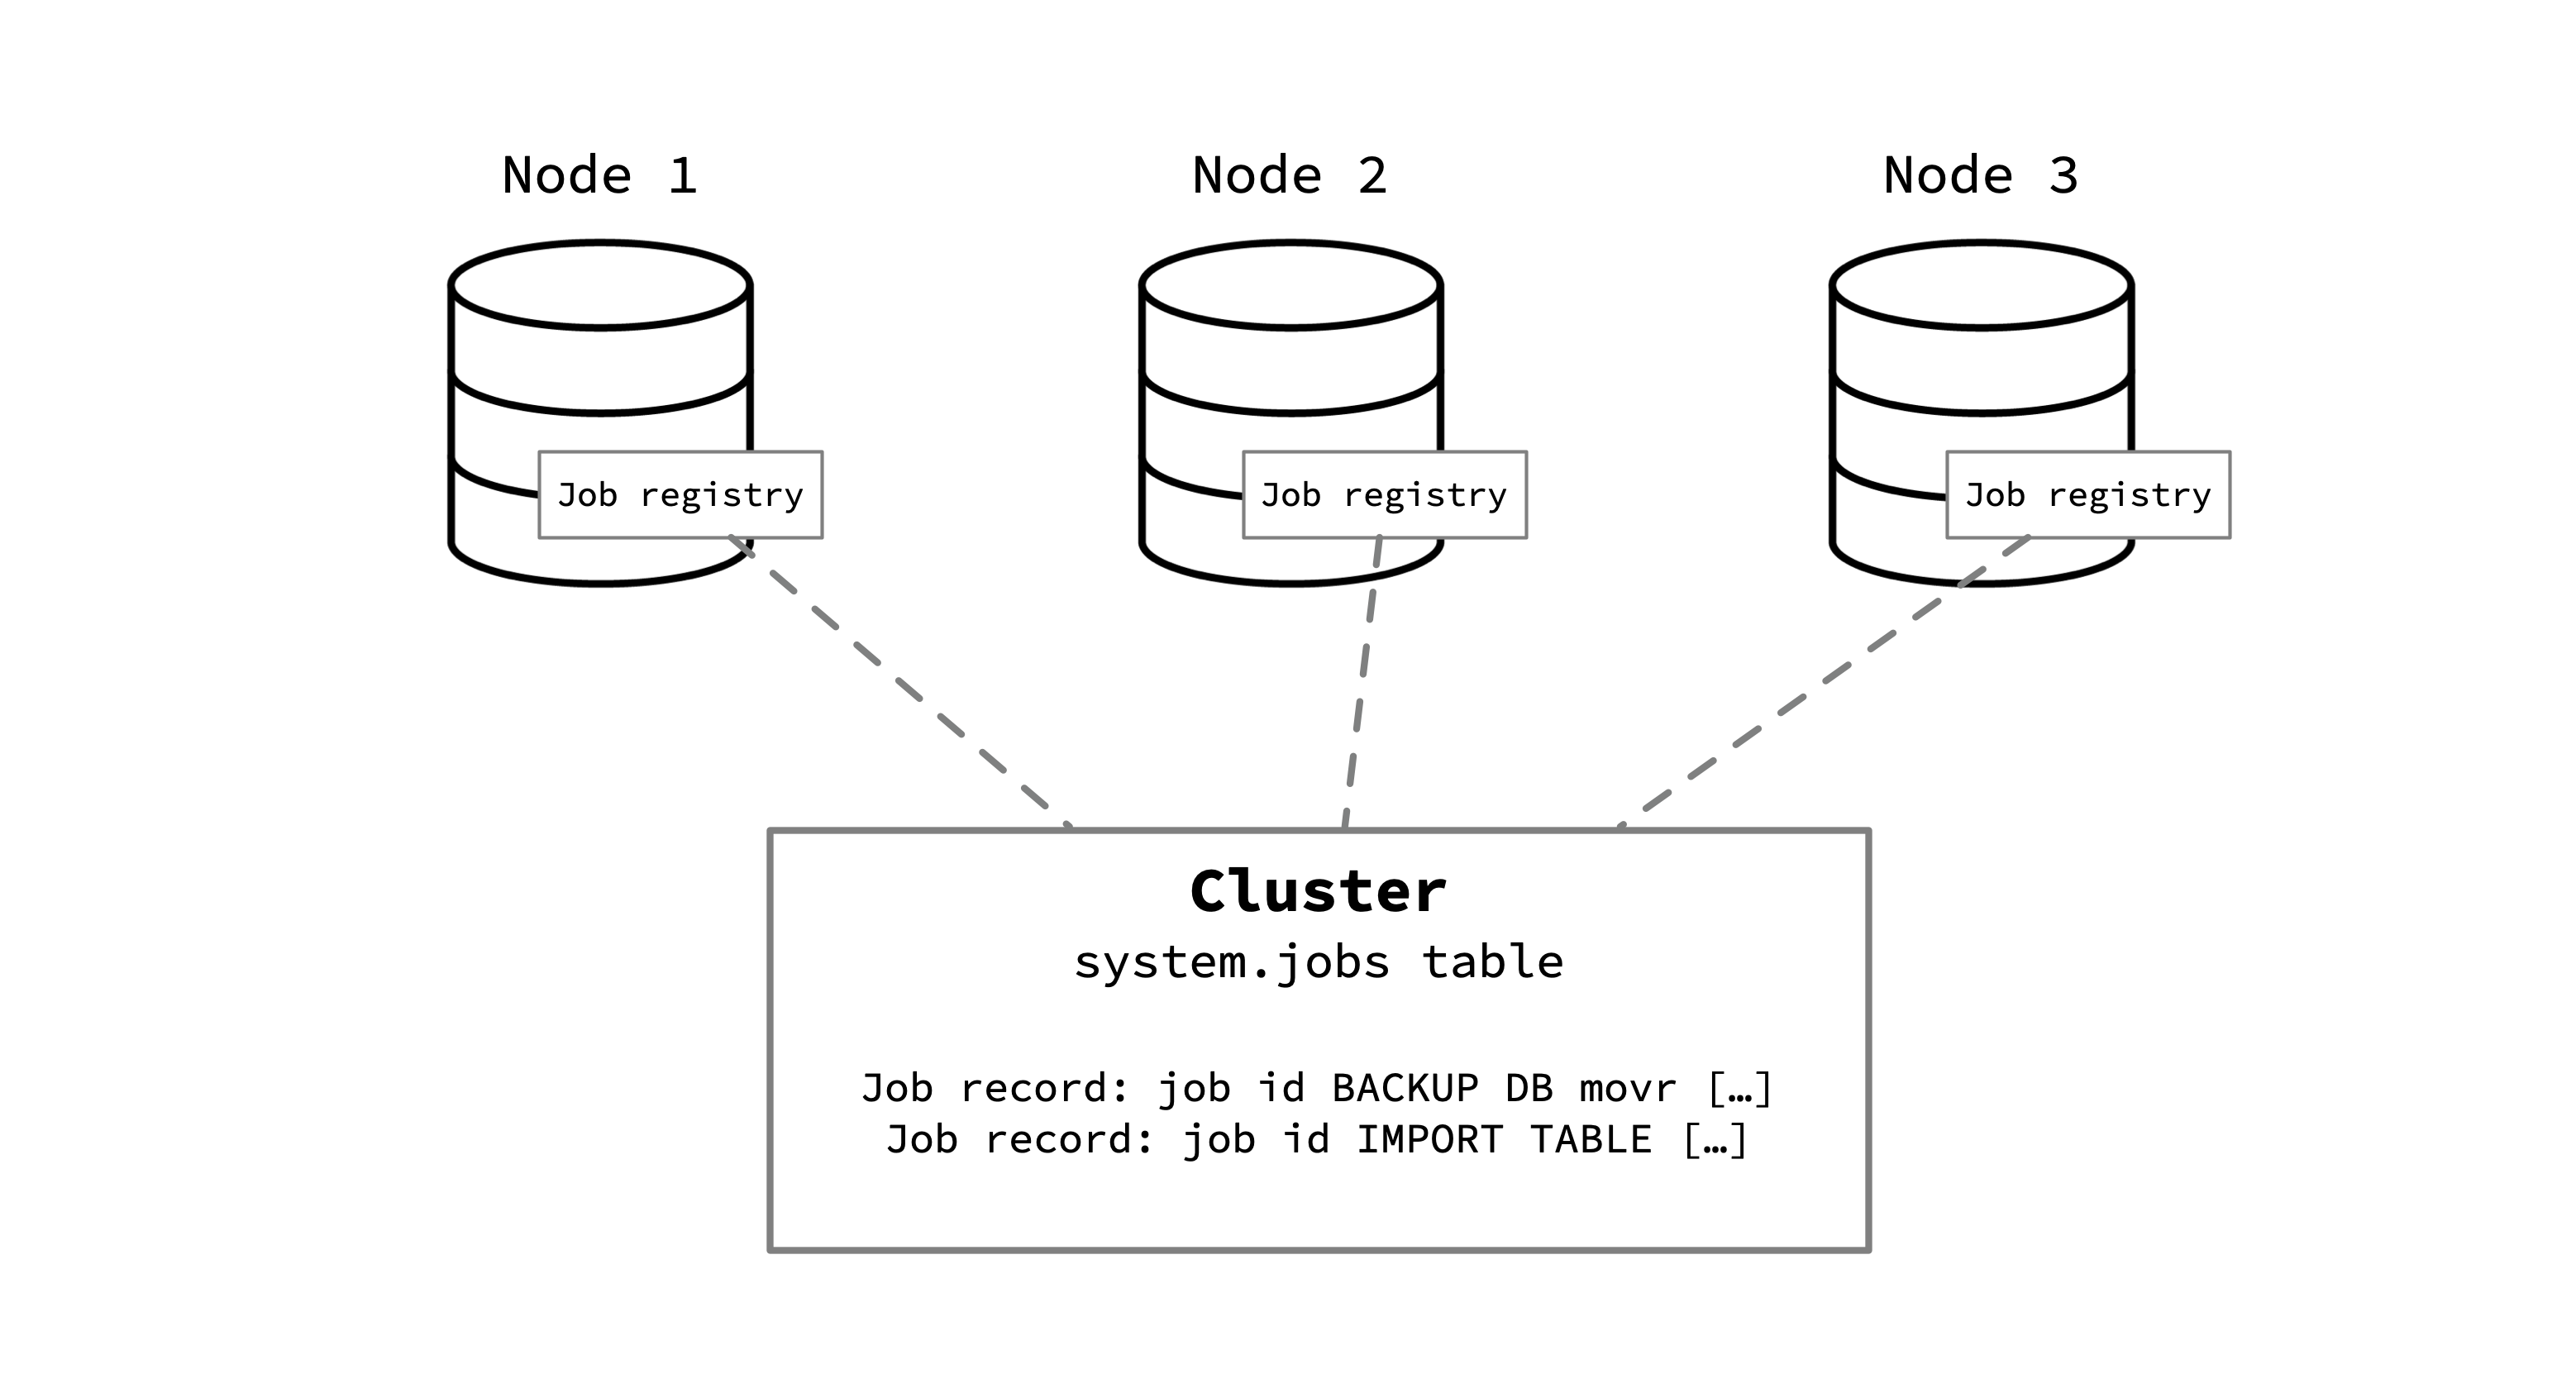 Node 1
Node 2
Node 3
Job registry
Job registry
Job registry
Cluster
system.jobs table
Job record: job id BACKUP DB movr […]
Job record: job id IMPORT TABLE […]